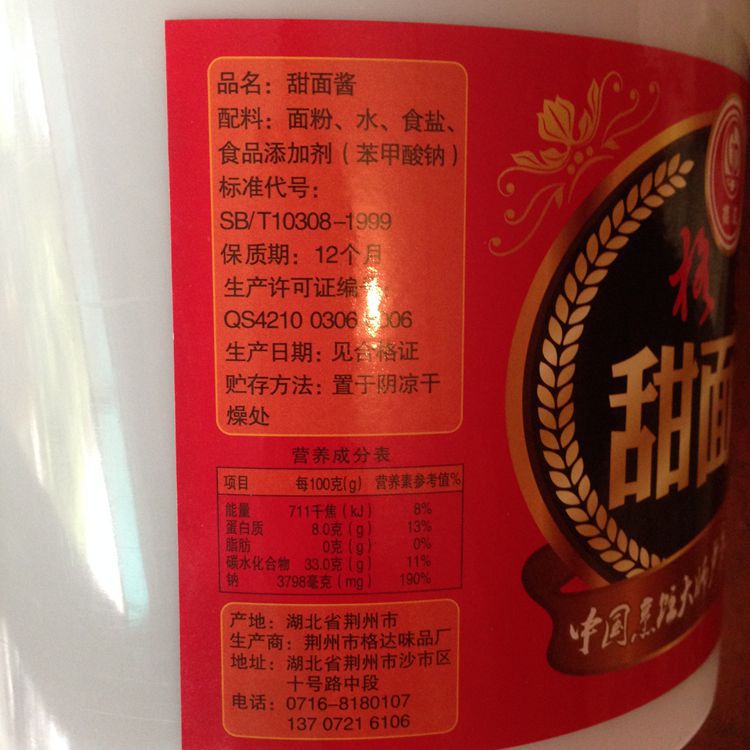 品名：甜面酱
配料：面粉、水、食盐、
食品添加剂（苯甲酸钠）
标准代号：
SB/T10308-1999
保质期：12个月
生产许可证编号
QS4210 0306 6006
生产日期：见合格证
贮存方法：置于阴凉干
燥处
营养成分表
项目 每100克(g) 营养素参考值%
能量 711千焦（kJ） 8%
蛋白质 8.0克（g） 13%
脂肪 0克（g） 0%
碳水化合物 33.0克（g） 11%
钠 3798毫克（mg） 190%
产地：湖北省荆州市
生产商：荆州市格达味品厂
地址：湖北省荆州市沙市区
十号路中段
电话：0716-8180107
137 0721 6106
格
甜面
中国烹饪大师